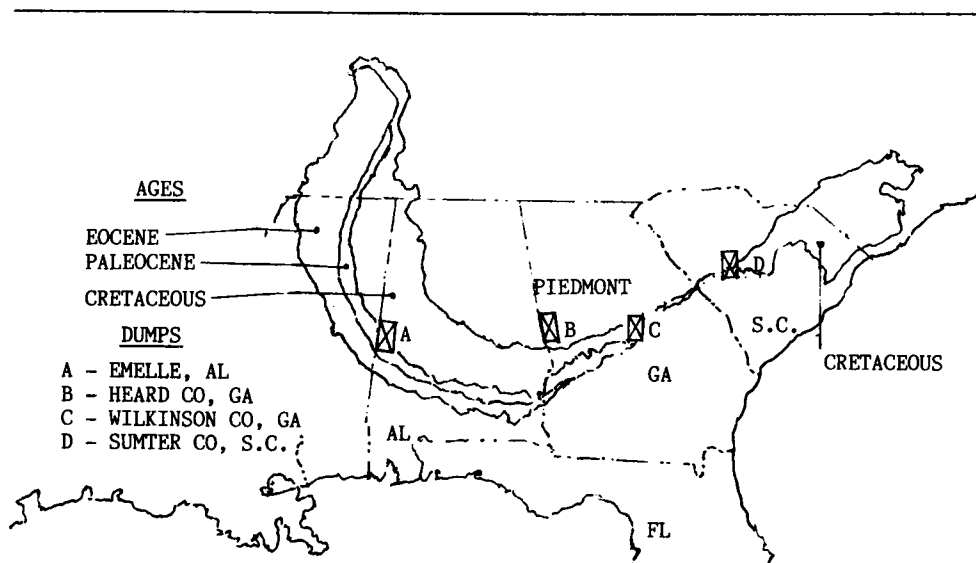 AGES
EOCENE
PALEOCENE
CRETACEOUS
DUMPS
A - EMELLE, AL
B - HEARD CO, GA
C - WILKINSON CO, GA
D - SUMTER CO, S.C.
PIEDMONT
A
B
C
D
S.C.
GA
CRETACEOUS
AL
FL